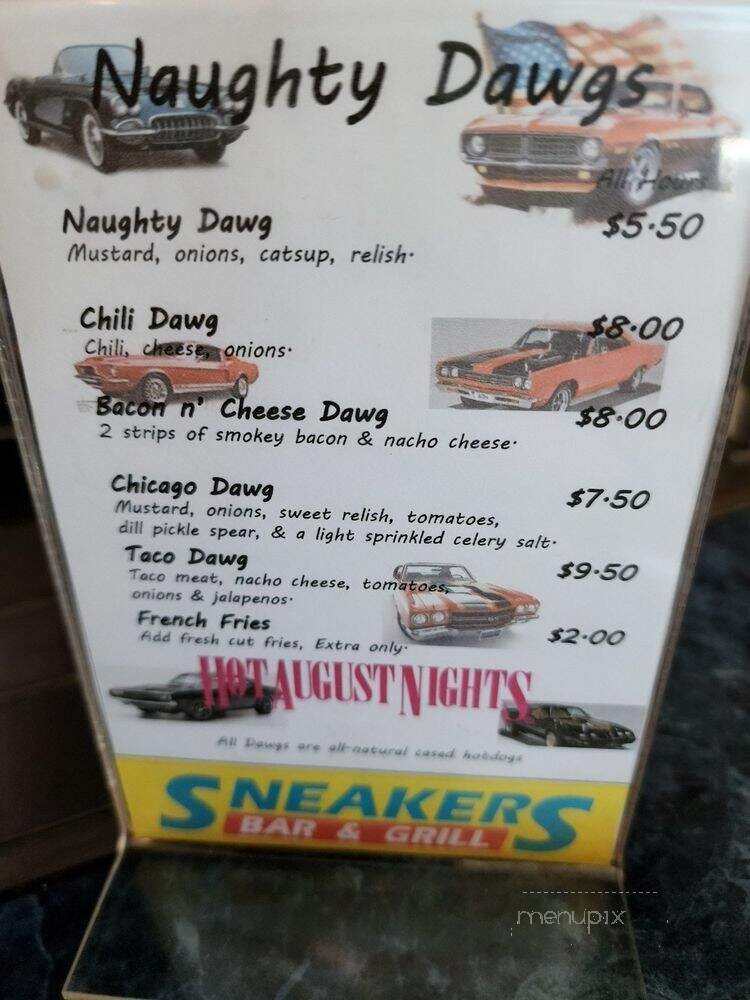 Naughty Dawgs
All Hours
Naughty Dawg $5.50
Mustard, onions, catsup, relish.
Chili Dawg $8.00
Chili, cheese, onions.
Bacon n' Cheese Dawg $8.00
2 strips of smokey bacon & nacho cheese.
Chicago Dawg $7.50
Mustard, onions, sweet relish, tomatoes,
dill pickle spear, & a light sprinkled celery salt.
Taco Dawg $9.50
Taco meat, nacho cheese, tomatoes,
onions & jalapenos.
French Fries $2.00
Add fresh cut fries, Extra only.
HOT AUGUST NIGHTS
All Dawgs are all-natural cased hotdogs
SNEAKERS
BAR & GRILL
menupix